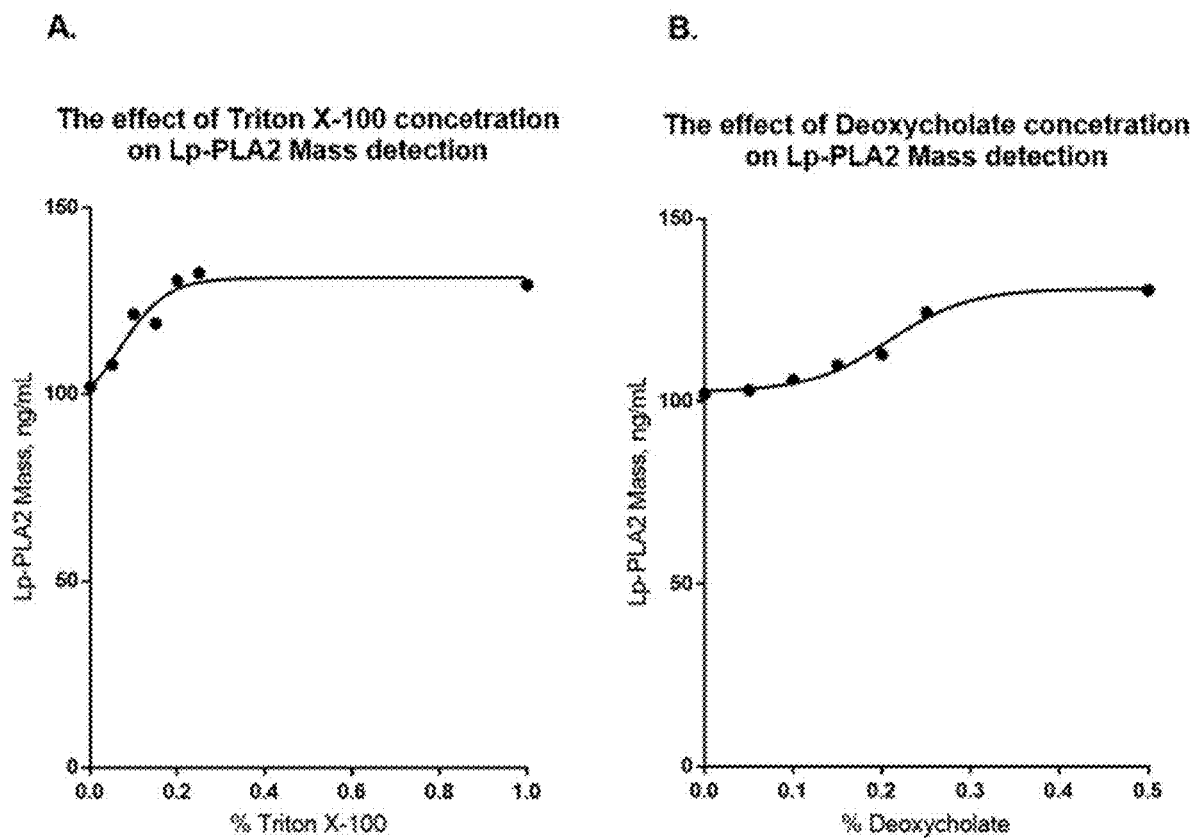 A.
The effect of Triton X-100 concetration
on Lp-PLA2 Mass detection
150
100
50
0
Lp-PLA2 Mass, ng/mL
0.0 0.2 0.4 0.6 0.8 1.0
% Triton X-100
B.
The effect of Deoxycholate concetration
on Lp-PLA2 Mass detection
150
100
50
0
Lp-PLA2 Mass, ng/mL
0.0 0.1 0.2 0.3 0.4 0.5
% Deoxycholate